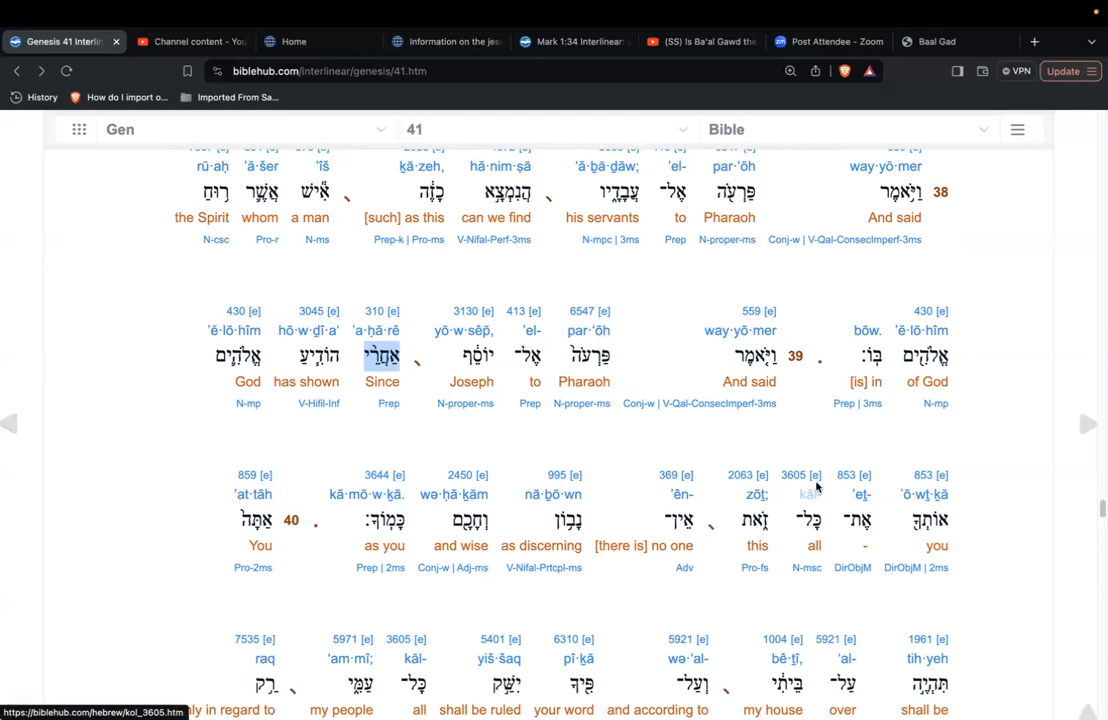 Genesis 41 Interli
Channel content - You
Home
Information on the jes
Mark 1:34 Interlinear:
(SS) Is Ba'al Gawd the
Post Attendee - Zoom
Baal Gad
biblehub.com/interlinear/genesis/41.htm
VPN
Update
History
How do I import o...
Imported From Sa...
Gen 41 Bible
rū·aḥ 'ă·šer 'îš kā·zeh, hă·nim·ṣā 'ă·ḇā·ḏāw; 'el- par·'ōh way·yō·mer
38 וַיֹּ֥אמֶר פַּרְעֹ֖ה אֶל־ עֲבָדָ֑יו ، הֲנִמְצָ֣א כָזֶ֔ה ، אִ֕ישׁ אֲשֶׁ֛ר ר֥וּחַ
the Spirit whom a man [such] as this can we find his servants to Pharaoh And said
N-csc Pro-r N-ms Prep-k | Pro-ms V-Nifal-Perf-3ms N-mpc | 3ms Prep N-proper-ms Conj-w | V-Qal-ConsecImperf-3ms
430 [e] 3045 [e] 310 [e] 3130 [e] 413 [e] 6547 [e] 559 [e] 430 [e]
'ĕ·lō·hîm hō·w·ḏî·a' 'a·ḥă·rê yō·w·sêp̄, 'el- par·'ōh way·yō·mer bōw. 'ĕ·lō·hîm
אֱלֹהִ֖ים בּֽוֹ׃ . 39 וַיֹּ֤אמֶר פַּרְעֹה֙ אֶל־ יוֹסֵ֔ף ، אַחֲרֵ֨י הוֹדִ֧יעַ אֱלֹהִ֛ים
God has shown Since Joseph to Pharaoh And said [is] in of God
N-mp V-Hifil-Inf Prep N-proper-ms Prep N-proper-ms Conj-w | V-Qal-ConsecImperf-3ms Prep | 3ms N-mp
859 [e] 3644 [e] 2450 [e] 995 [e] 369 [e] 2063 [e] 3605 [e] 853 [e] 853 [e]
'at·tāh kā·mō·w·ḵā. wə·ḥā·ḵām nā·ḇō·wn 'ên- zōṯ; kāl- 'eṯ- 'ō·wṯ·ḵā
אוֹתְךָ֖ אֶת־ כָּל־ זֹ֑את ، אֵין־ נָב֥וֹן וְחָכָ֖ם כָּמֽוֹךָ׃ . 40 אַתָּה֙
You as you and wise as discerning [there is] no one this all - you
Pro-2ms Prep | 2ms Conj-w | Adj-ms V-Nifal-Prtcpl-ms Adv Pro-fs N-msc DirObjM DirObjM | 2ms
7535 [e] 5971 [e] 3605 [e] 5401 [e] 6310 [e] 5921 [e] 1004 [e] 5921 [e] 1961 [e]
raq 'am·mî; kāl- yiš·šaq pî·ḵā wə·'al- bê·ṯî, 'al- tih·yeh
תִּהְיֶ֣ה עַל־ בֵּיתִ֔י ، וְעַל־ פִּ֖יךָ יִשַּׁ֣ק כָּל־ עַמִּ֑י ، רַ֥ק
nly in regard to my people all shall be ruled your word and according to my house over shall be
https://biblehub.com/hebrew/kol_3605.htm